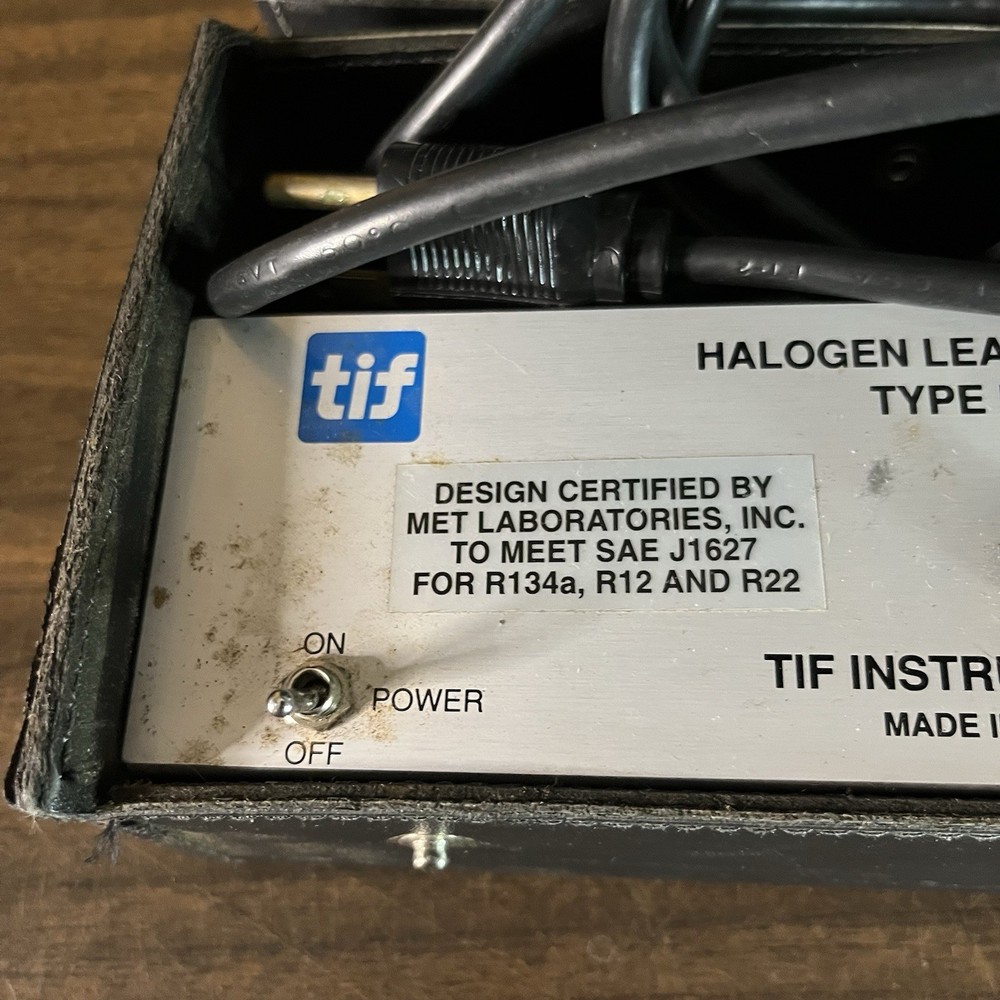 tif
HALOGEN LEA
TYPE
DESIGN CERTIFIED BY
MET LABORATORIES, INC.
TO MEET SAE J1627
FOR R134a, R12 AND R22
ON
POWER
OFF
TIF INSTRU
MADE I